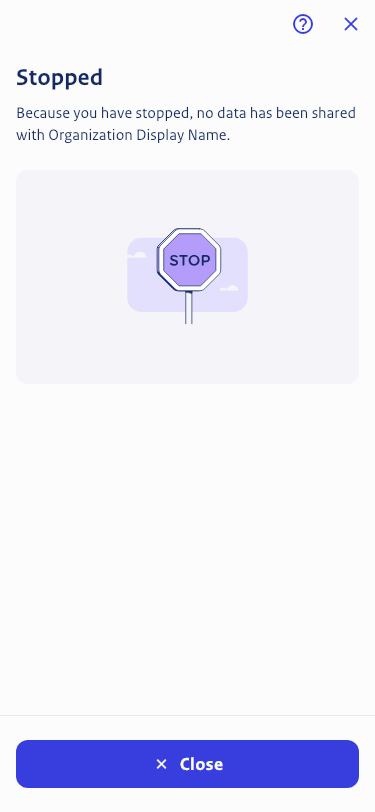 Stopped
Because you have stopped, no data has been shared
with Organization Display Name.
STOP
Close